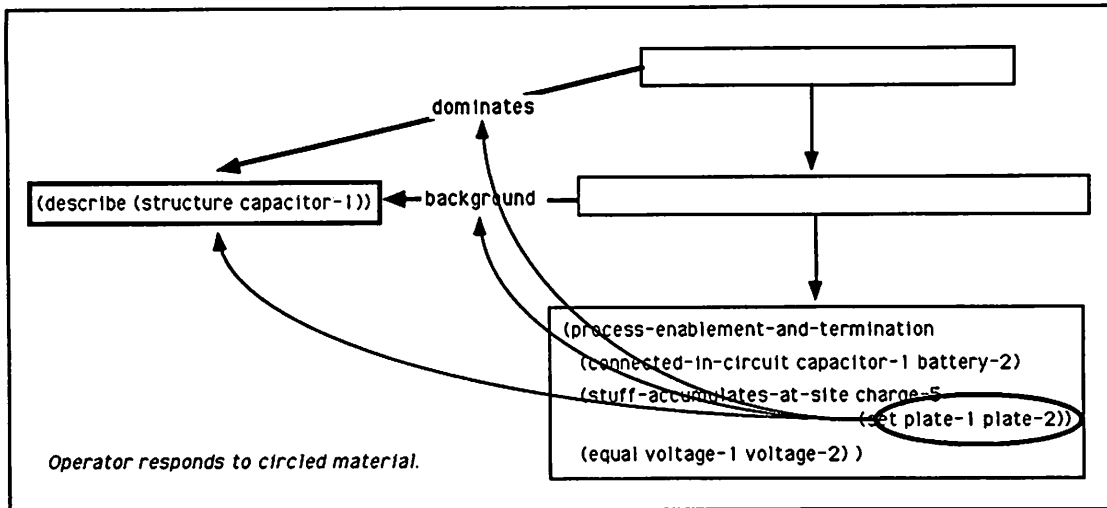 dominates
(describe (structure capacitor-1))
background
(process-enablement-and-termination
(connected-in-circuit capacitor-1 battery-2)
(stuff-accumulates-at-site charge-5
(set plate-1 plate-2))
(equal voltage-1 voltage-2) )
Operator responds to circled material.